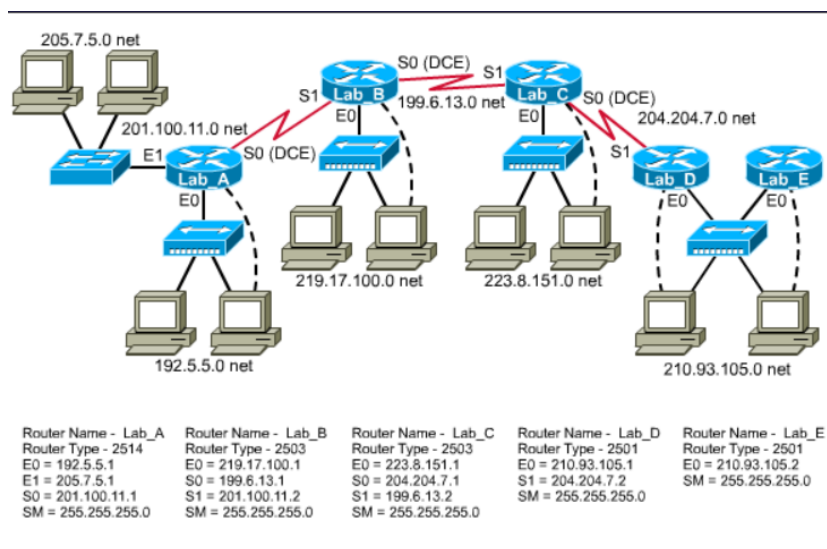 205.7.5.0 net
S0 (DCE)
S1
S1
Lab_B
199.6.13.0 net
Lab_C
S0 (DCE)
E0
E0
204.204.7.0 net
201.100.11.0 net
E1
S0 (DCE)
S1
Lab_A
Lab_D
Lab_E
E0
E0
E0
219.17.100.0 net
223.8.151.0 net
192.5.5.0 net
210.93.105.0 net
Router Name - Lab_A
Router Type - 2514
E0 = 192.5.5.1
E1 = 205.7.5.1
S0 = 201.100.11.1
SM = 255.255.255.0
Router Name - Lab_B
Router Type - 2503
E0 = 219.17.100.1
S0 = 199.6.13.1
S1 = 201.100.11.2
SM = 255.255.255.0
Router Name - Lab_C
Router Type - 2503
E0 = 223.8.151.1
S0 = 204.204.7.1
S1 = 199.6.13.2
SM = 255.255.255.0
Router Name - Lab_D
Router Type - 2501
E0 = 210.93.105.1
S1 = 204.204.7.2
SM = 255.255.255.0
Router Name - Lab_E
Router Type - 2501
E0 = 210.93.105.2
SM = 255.255.255.0